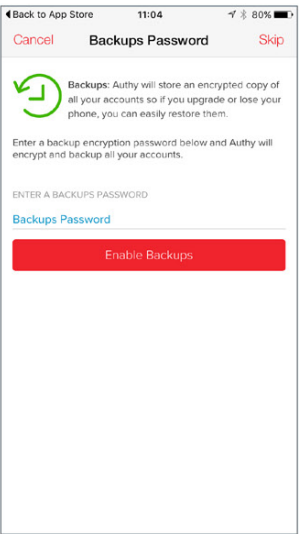 Back to App Store 11:04 80%
Cancel Backups Password Skip
Backups: Authy will store an encrypted copy of
all your accounts so if you upgrade or lose your
phone, you can easily restore them.
Enter a backup encryption password below and Authy will
encrypt and backup all your accounts.
ENTER A BACKUPS PASSWORD
Backups Password
Enable Backups